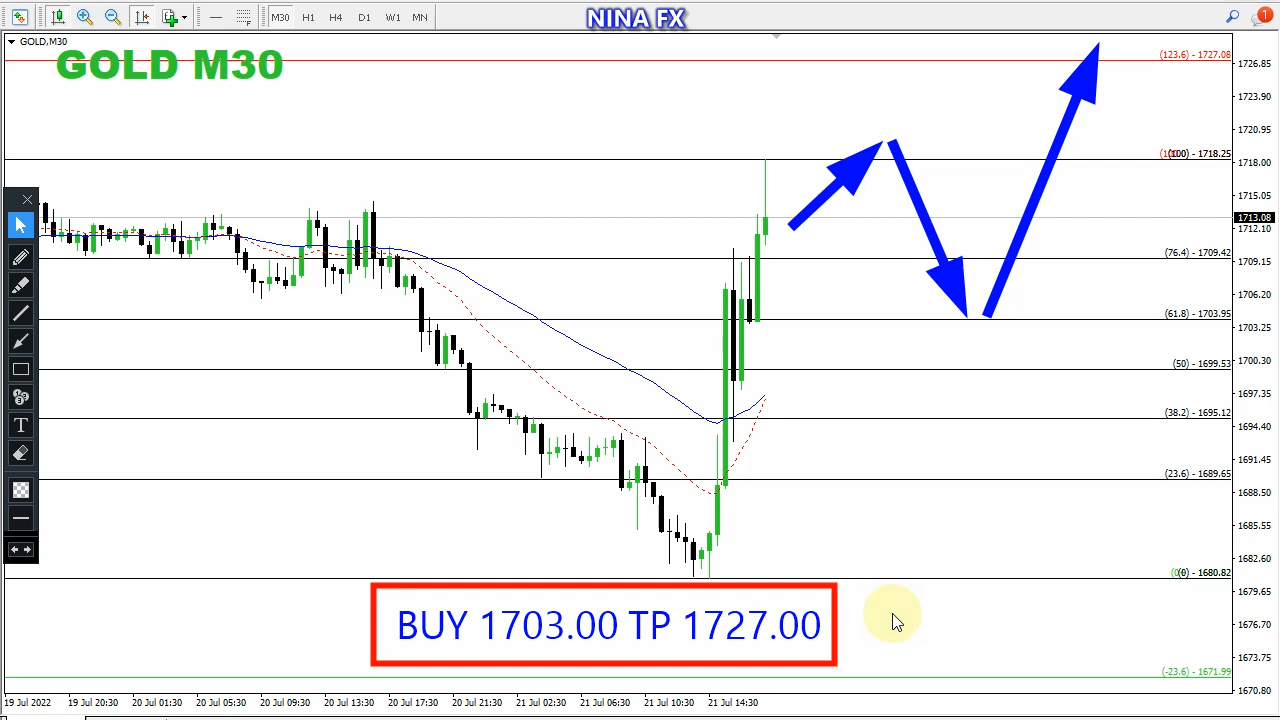 M30 H1 H4 D1 W1 MN
NINA FX
1
GOLD,M30
GOLD M30
(123.6) - 1727.08
1726.85
1723.90
1720.95
(100) - 1718.25
1718.00
1715.05
1713.08
1712.10
(76.4) - 1709.42
1709.15
1706.20
(61.8) - 1703.95
1703.25
(50) - 1699.53
1700.30
1697.35
(38.2) - 1695.12
1694.40
1691.45
(23.6) - 1689.65
1688.50
1685.55
1682.60
(0) - 1680.82
1679.65
BUY 1703.00 TP 1727.00
1676.70
1673.75
(-23.6) - 1671.99
1670.80
T
19 Jul 2022 19 Jul 20:30 20 Jul 01:30 20 Jul 05:30 20 Jul 09:30 20 Jul 13:30 20 Jul 17:30 20 Jul 21:30 21 Jul 02:30 21 Jul 06:30 21 Jul 10:30 21 Jul 14:30